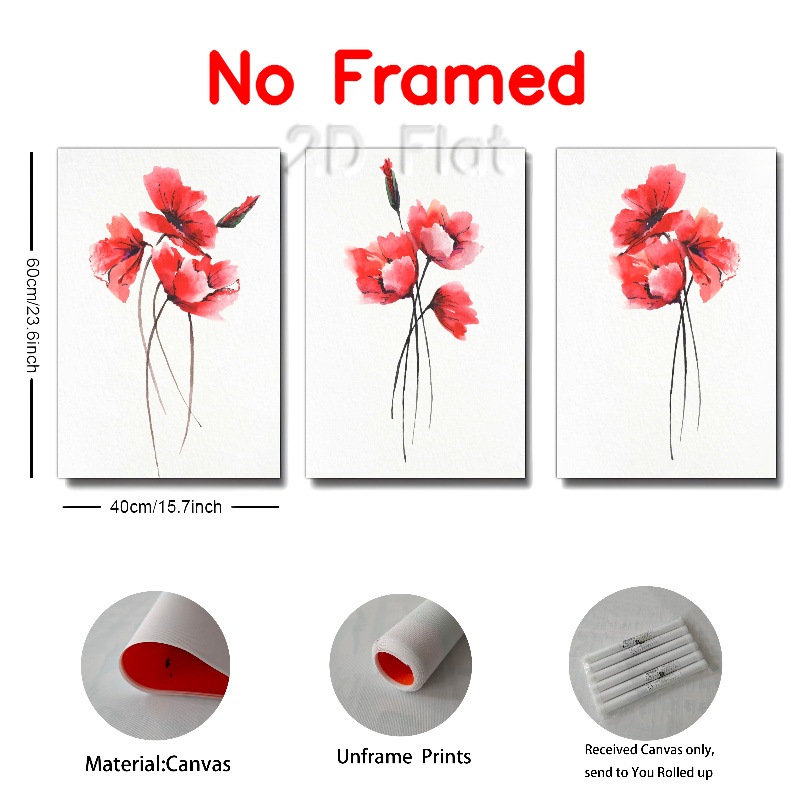 No Framed
2D Flat
60cm/23.6inch
40cm/15.7inch
Material:Canvas
Unframe Prints
Received Canvas only,
send to You Rolled up